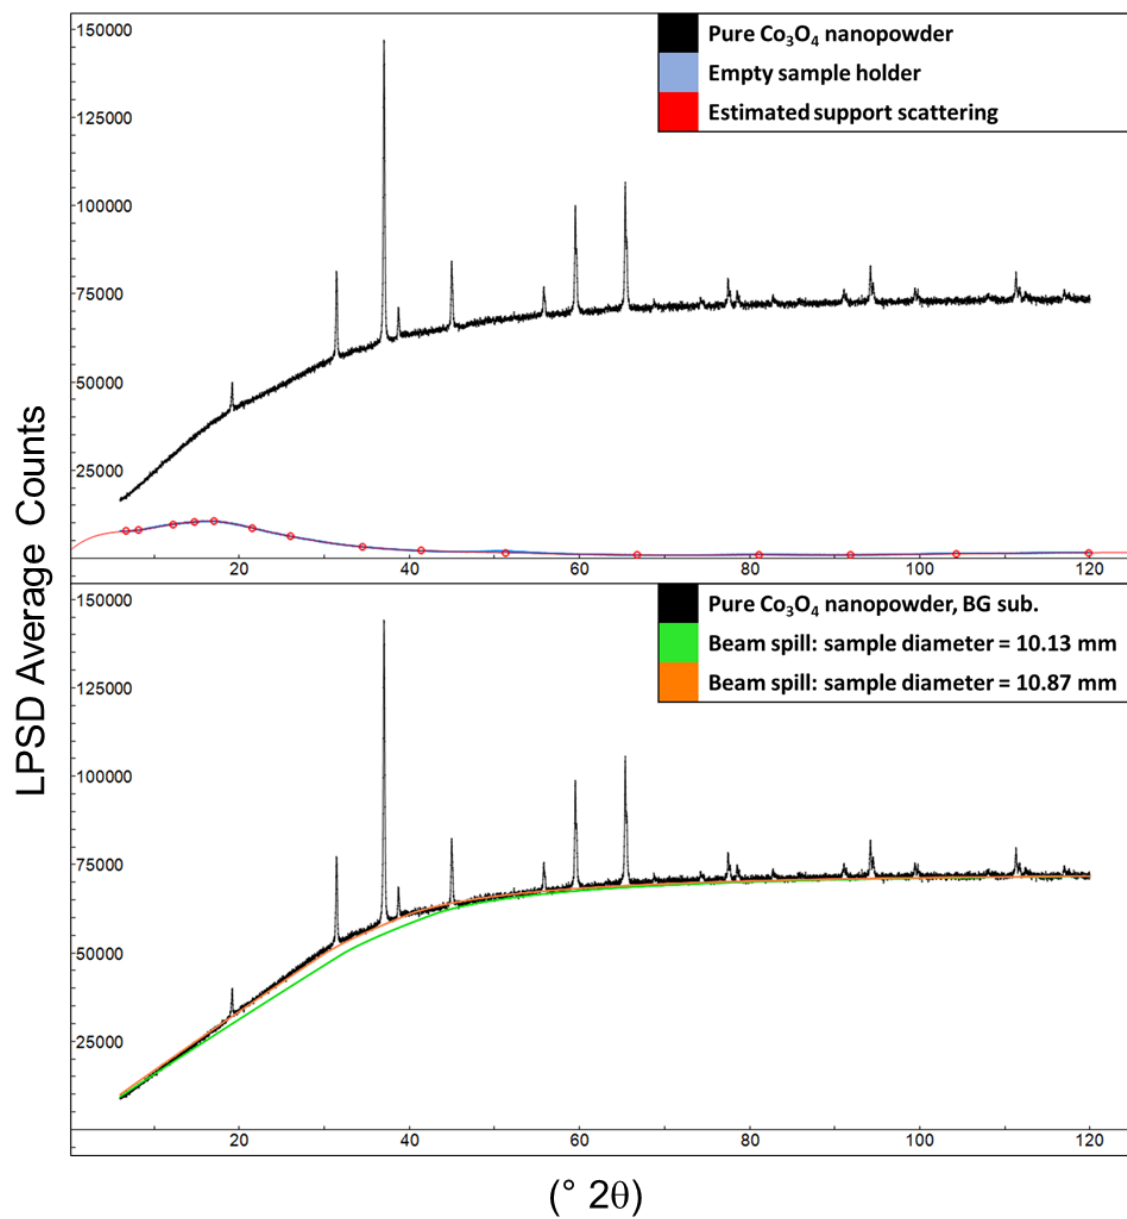 150000
125000
100000
75000
50000
25000
Pure Co₃O₄ nanopowder
Empty sample holder
Estimated support scattering
20 40 60 80 100 120
LPSD Average Counts
150000
125000
100000
75000
50000
25000
Pure Co₃O₄ nanopowder, BG sub.
Beam spill: sample diameter = 10.13 mm
Beam spill: sample diameter = 10.87 mm
20 40 60 80 100 120
(° 2θ)